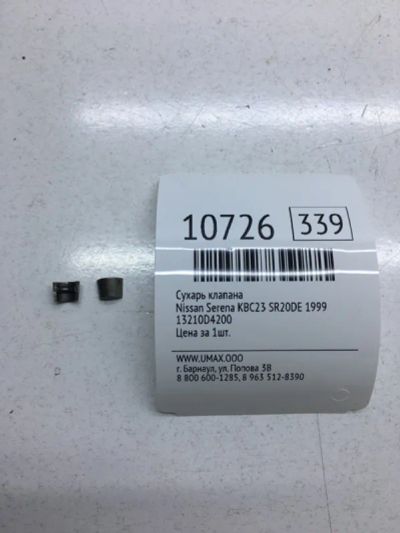 10726 339
Сухарь клапана
Nissan Serena KBC23 SR20DE 1999
13210D4200
Цена за 1шт.
WWW.UMAX.OOO
г. Барнаул, ул. Попова 3В
8 800 600-1285, 8 963 512-8390